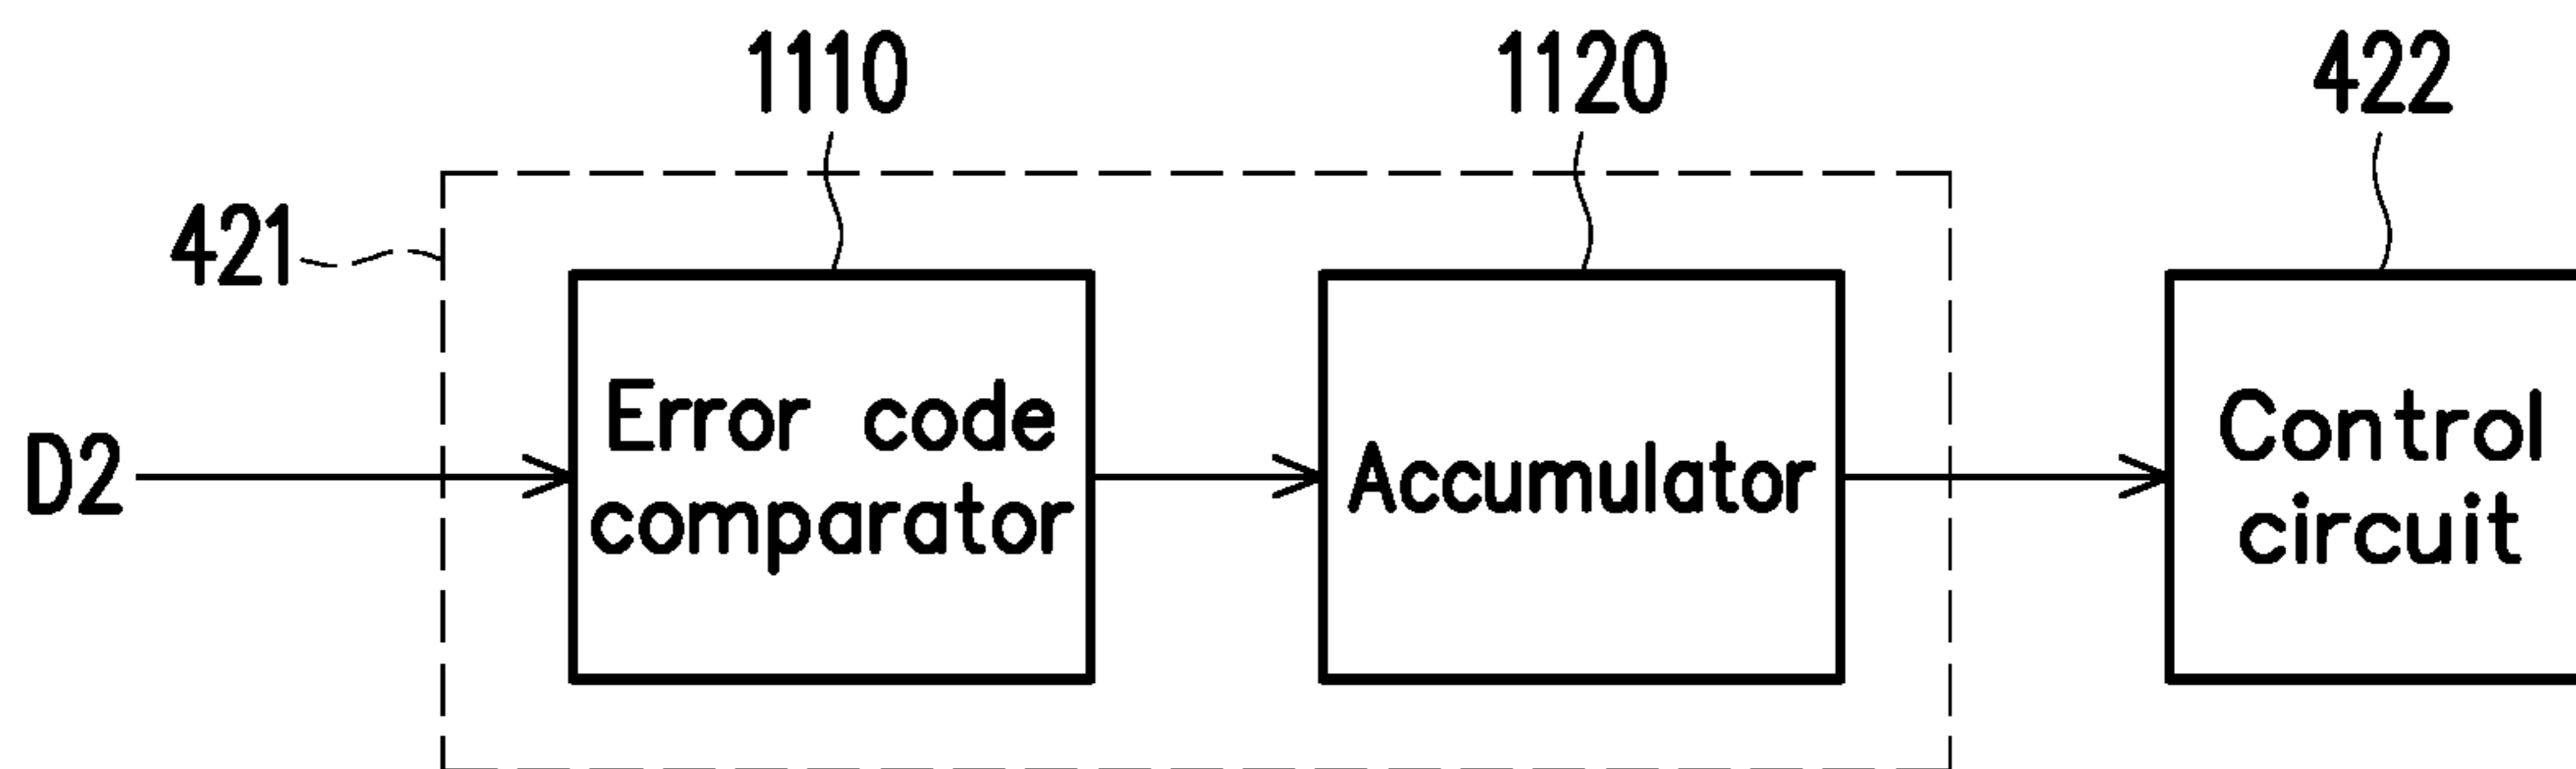 1110
1120
422
421
D2
Error code
comparator
Accumulator
Control
circuit